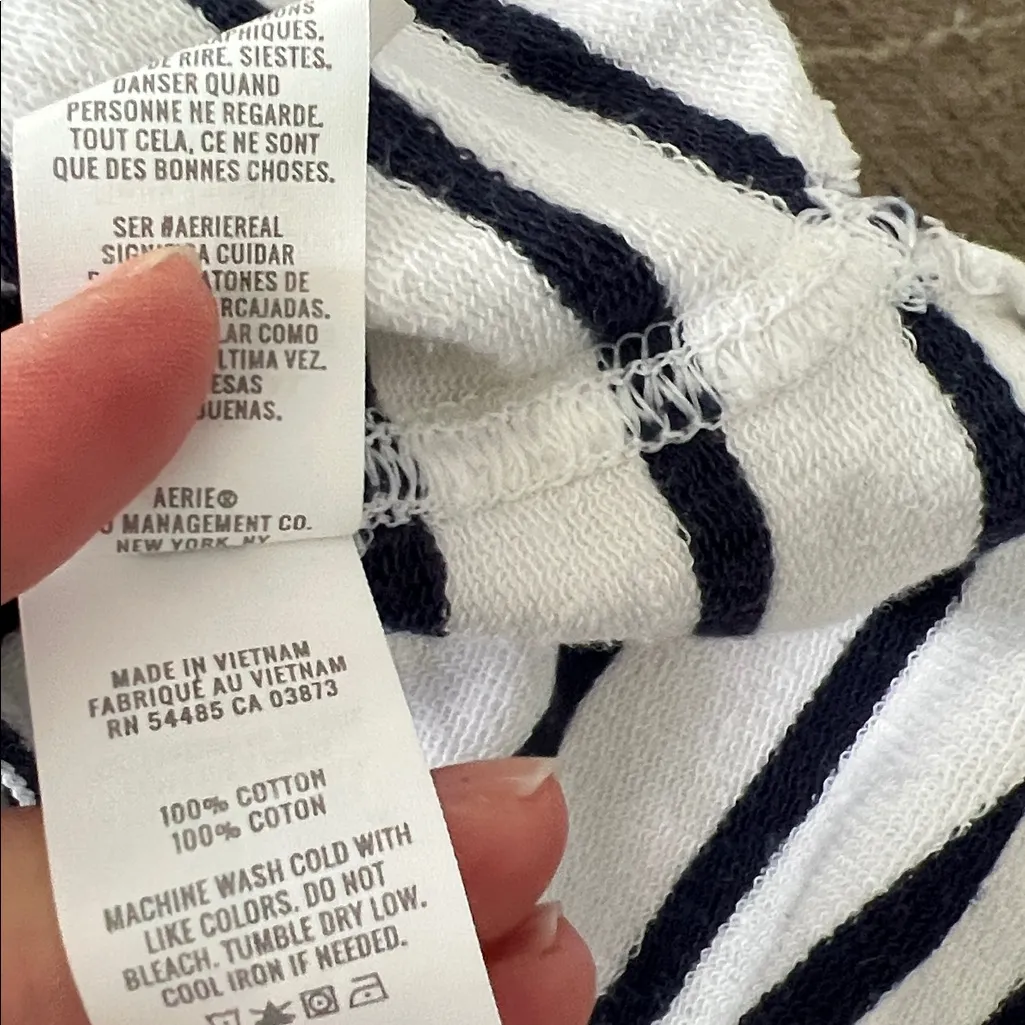 PHIQUES,
DE RIRE. SIESTES,
DANSER QUAND
PERSONNE NE REGARDE.
TOUT CELA, CE NE SONT
QUE DES BONNES CHOSES.
SER #AERIEREAL
CUIDAR
DE
COMO
VEZ.
ESAS
AERIE®
MANAGEMENT CO.
NEW YORK, NY
MADE IN VIETNAM
FABRIQUÉ AU VIETNAM
RN 54485 CA 03873
100% COTTON
100% COTON
MACHINE WASH COLD WITH
LIKE COLORS. DO NOT
BLEACH. TUMBLE DRY LOW.
COOL IRON IF NEEDED.